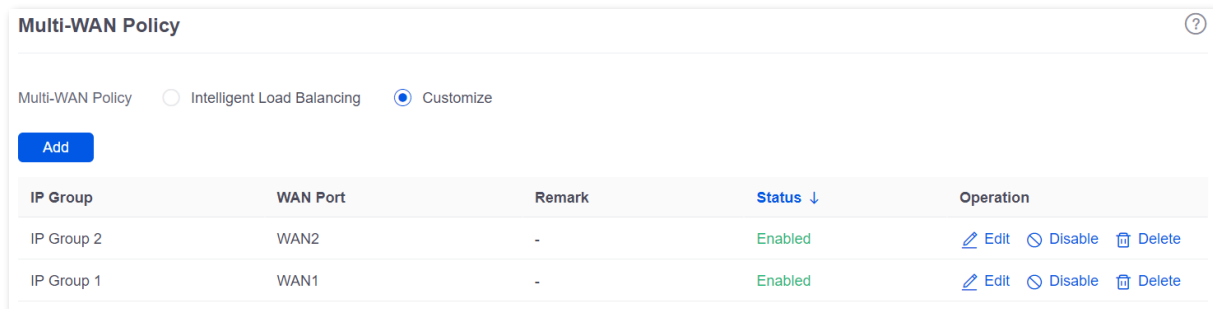 Multi-WAN Policy
Multi-WAN Policy Intelligent Load Balancing Customize
Add
IP Group WAN Port Remark Status ↓ Operation
IP Group 2 WAN2 - Enabled Edit Disable Delete
IP Group 1 WAN1 - Enabled Edit Disable Delete